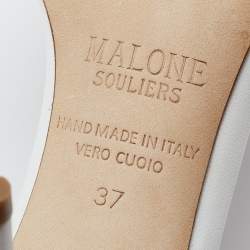 MALONE
SOULIERS
HAND MADE IN ITALY
VERO CUOIO
37